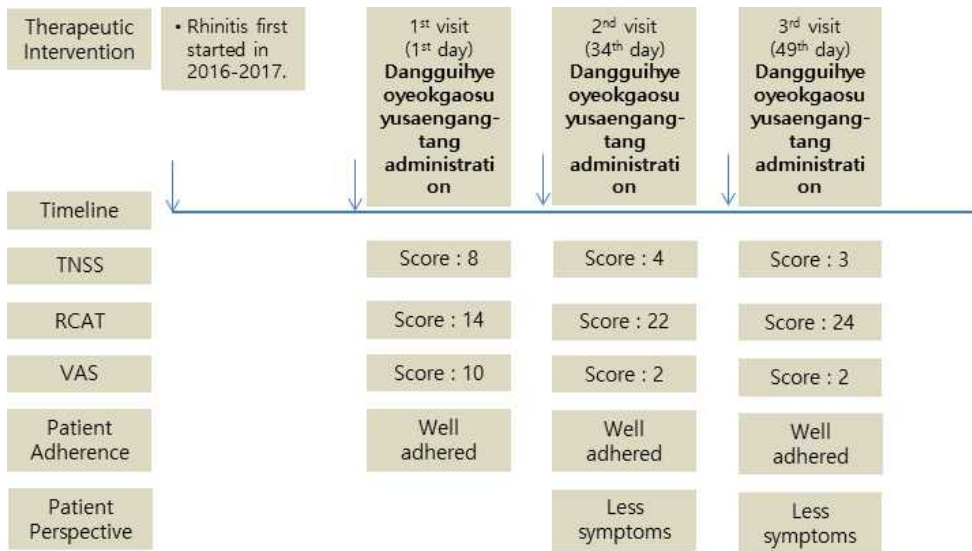 Therapeutic
Intervention
• Rhinitis first
started in
2016-2017.
1st visit
(1st day)
Dangguihye
oyeokgaosu
yusaengang-
tang
administrati
on
2nd visit
(34th day)
Dangguihye
oyeokgaosu
yusaengang-
tang
administrati
on
3rd visit
(49th day)
Dangguihye
oyeokgaosu
yusaengang-
tang
administrati
on
Timeline
TNSS
Score : 8
Score : 4
Score : 3
RCAT
Score : 14
Score : 22
Score : 24
VAS
Score : 10
Score : 2
Score : 2
Patient
Adherence
Well
adhered
Well
adhered
Well
adhered
Patient
Perspective
Less
symptoms
Less
symptoms